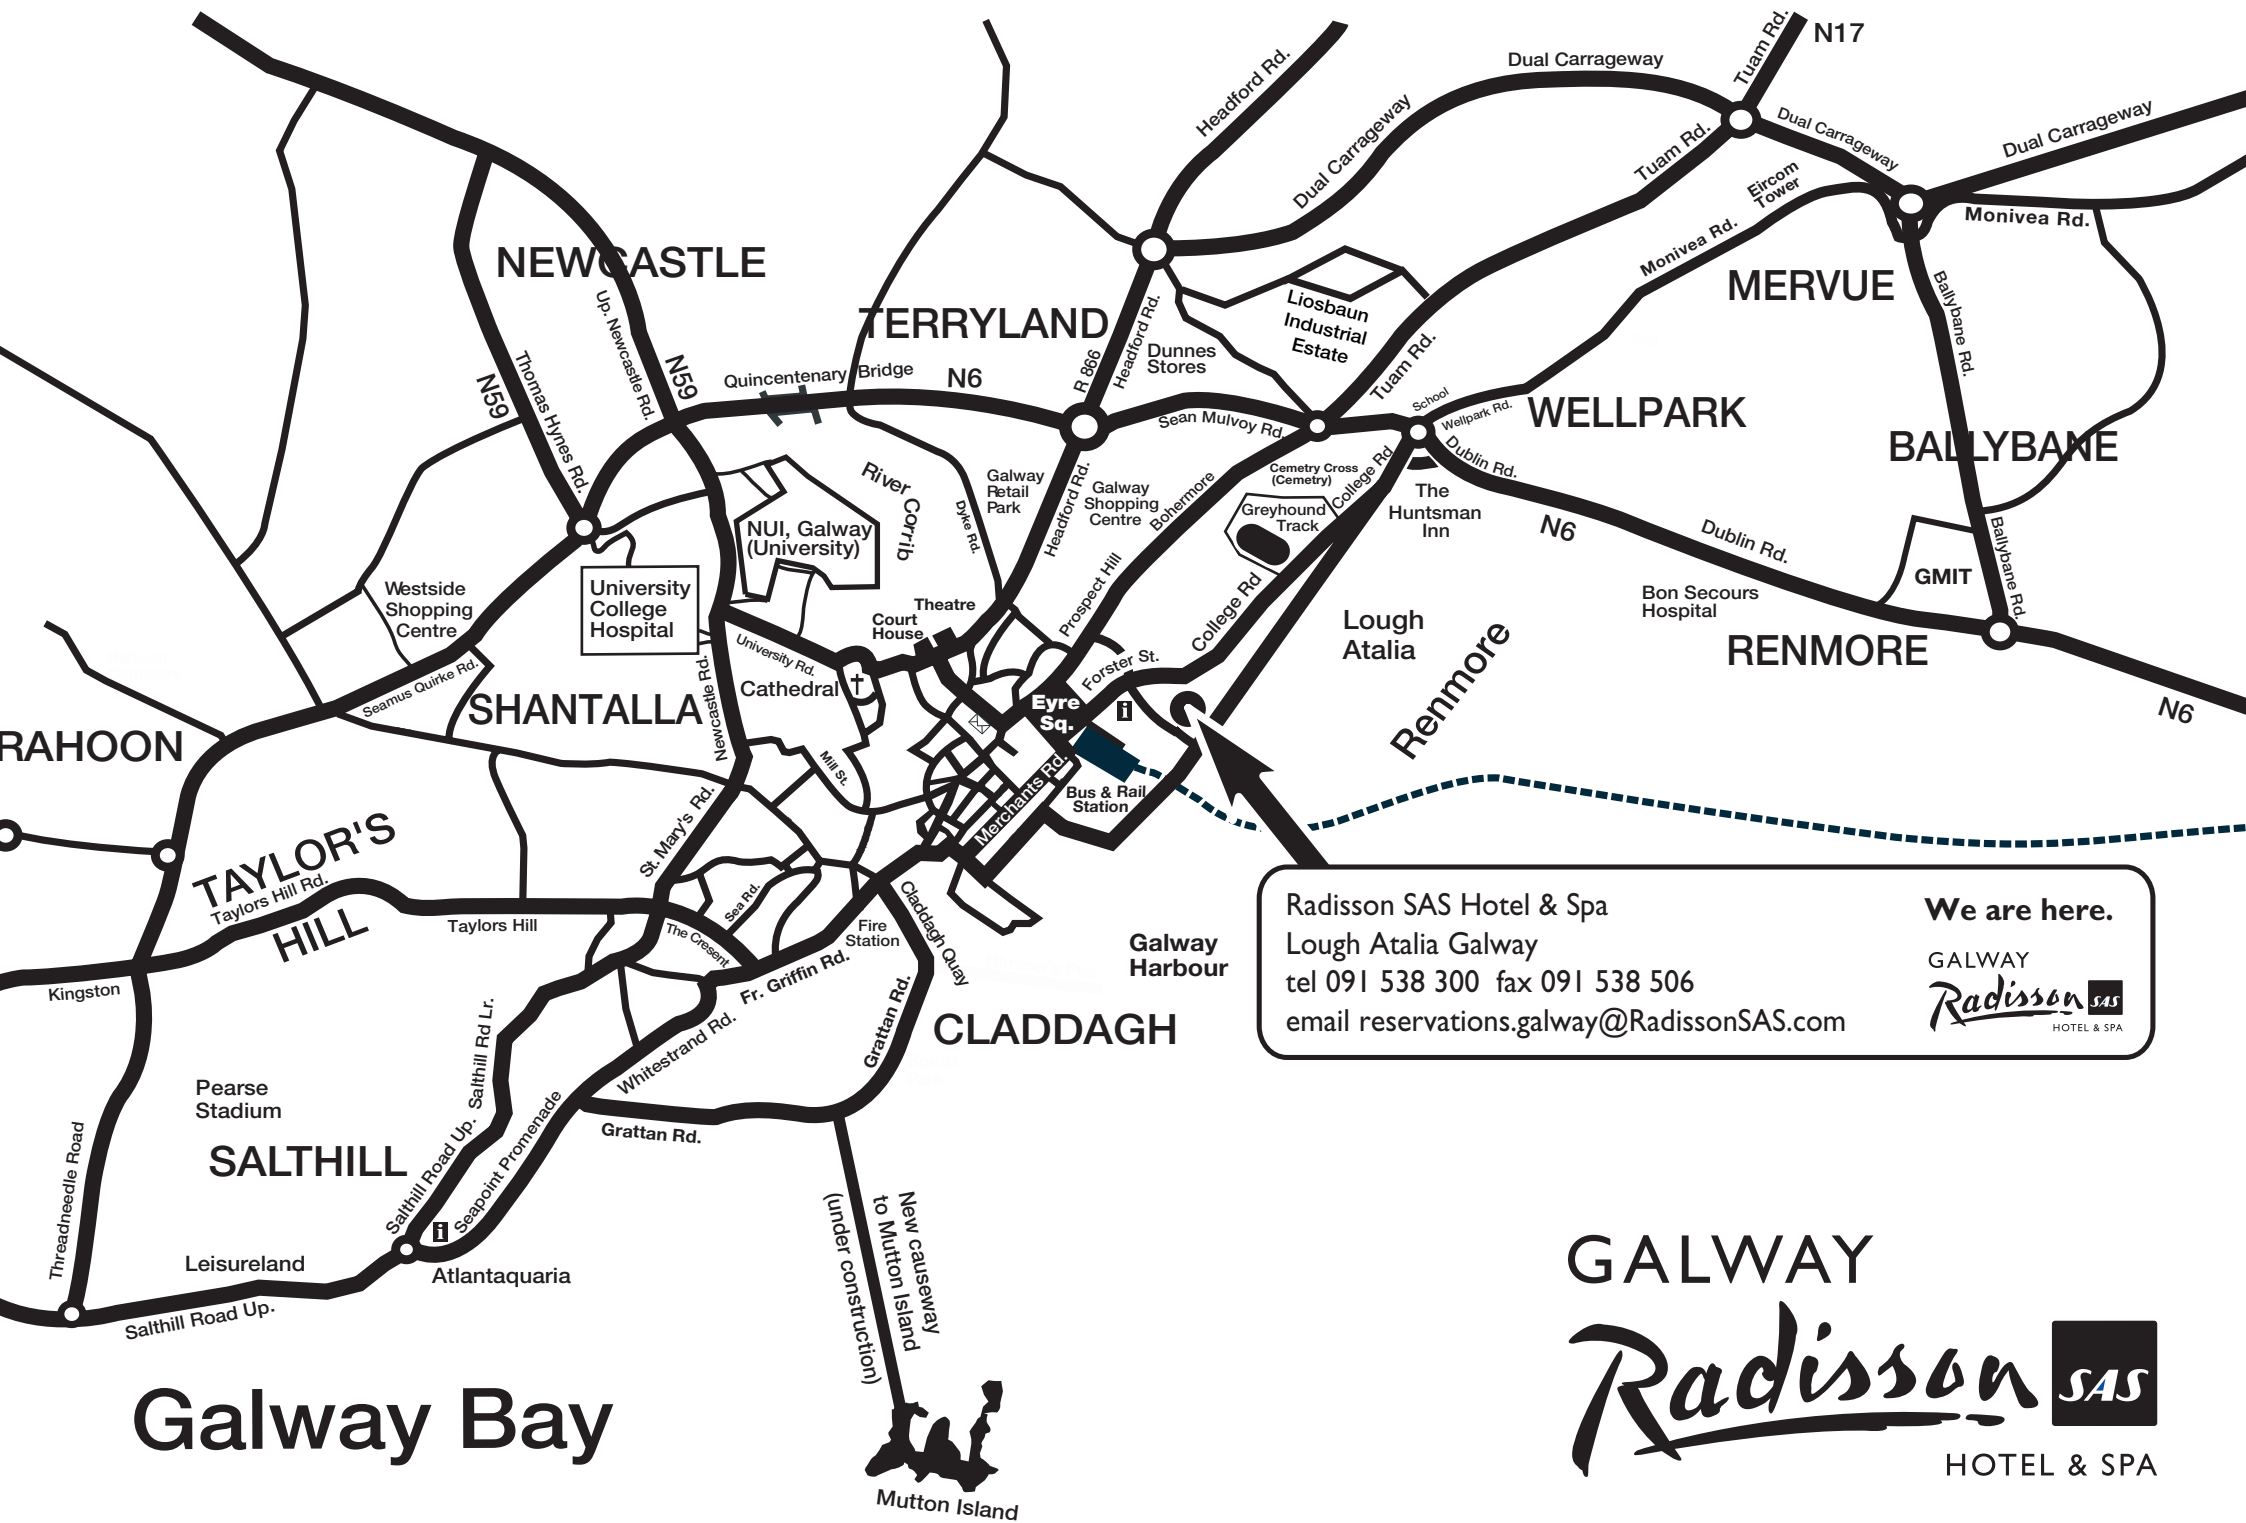 N17
Tuam Rd.
Dual Carrageway
Headford Rd.
Dual Carrageway
Dual Carrageway
Dual Carrageway
Tuam Rd.
Eircom
Tower
Monivea Rd.
Monivea Rd.
NEWCASTLE
MERVUE
Up. Newcastle Rd.
TERRYLAND
Liosbaun
Industrial
Estate
Headford Rd.
R 866
Dunnes
Stores
Tuam Rd.
Ballybane Rd.
N59
Thomas Hynes Rd.
N59
Quincentenary Bridge
N6
Sean Mulvoy Rd.
School
Wellpark Rd.
WELLPARK
BALLYBANE
Dublin Rd.
College Rd
Cemetry Cross
(Cemetry)
River Corrib
Galway
Retail
Park
Headford Rd.
Galway
Shopping
Centre
Bohermore
Greyhound
Track
The
Huntsman
Inn
N6
Dublin Rd.
Ballybane Rd.
GMIT
NUI, Galway
(University)
Dyke Rd.
Westside
Shopping
Centre
University
College
Hospital
Theatre
Court
House
Prospect Hill
College Rd
Lough
Atalia
Bon Secours
Hospital
RENMORE
Renmore
N6
University Rd.
Cathedral
Seamus Quirke Rd.
SHANTALLA
Newcastle Rd.
Forster St.
Eyre
Sq.
i
RAHOON
Mill St.
Merchants Rd.
Bus & Rail
Station
St. Mary's Rd.
TAYLOR'S
Taylors Hill Rd.
HILL
Taylors Hill
Sea Rd.
The Cresent
Fire
Station
Claddagh Quay
Fr. Griffin Rd.
Galway
Harbour
Kingston
Radisson SAS Hotel & Spa
Lough Atalia Galway
tel 091 538 300 fax 091 538 506
email reservations.galway@RadissonSAS.com
We are here.
GALWAY
Radisson SAS
HOTEL & SPA
Salthill Rd Lr.
Whitestrand Rd.
Grattan Rd.
CLADDAGH
Pearse
Stadium
SALTHILL
Threadneedle Road
Salthill Road Up.
Seapoint Promenade
Grattan Rd.
i
Leisureland
Atlantaquaria
Salthill Road Up.
New causeway
to Mutton Island
(under construction)
Galway Bay
Mutton Island
GALWAY
Radisson SAS
HOTEL & SPA